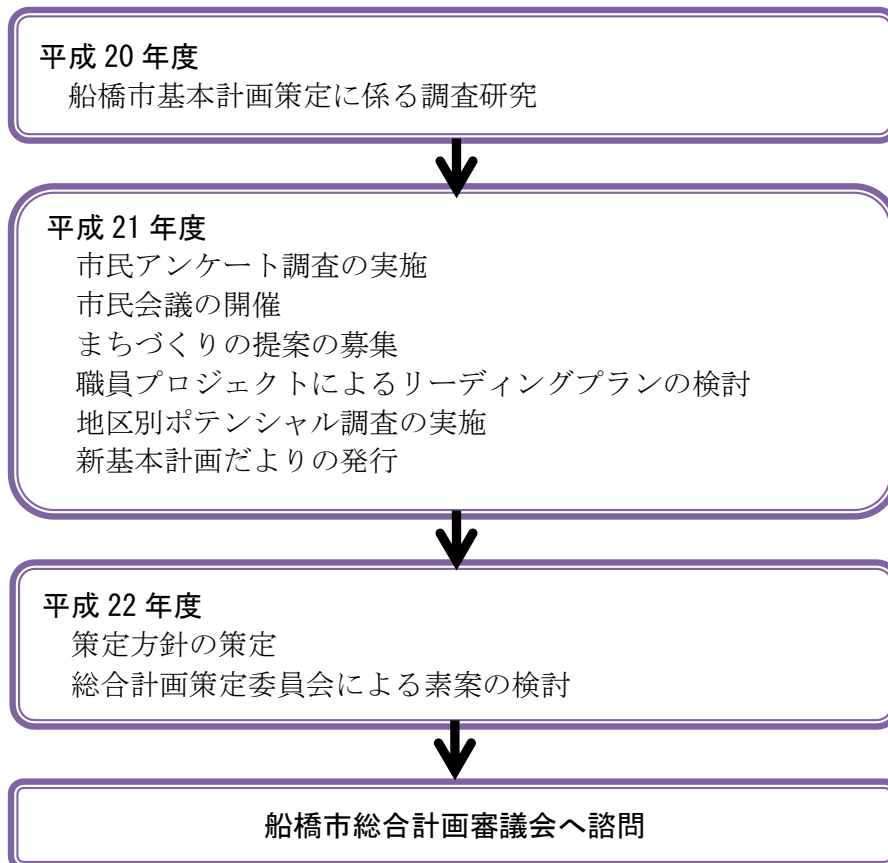 平成 20 年度
船橋市基本計画策定に係る調査研究
平成 21 年度
市民アンケート調査の実施
市民会議の開催
まちづくりの提案の募集
職員プロジェクトによるリーディングプランの検討
地区別ポテンシャル調査の実施
新基本計画だよりの発行
平成 22 年度
策定方針の策定
総合計画策定委員会による素案の検討
船橋市総合計画審議会へ諮問